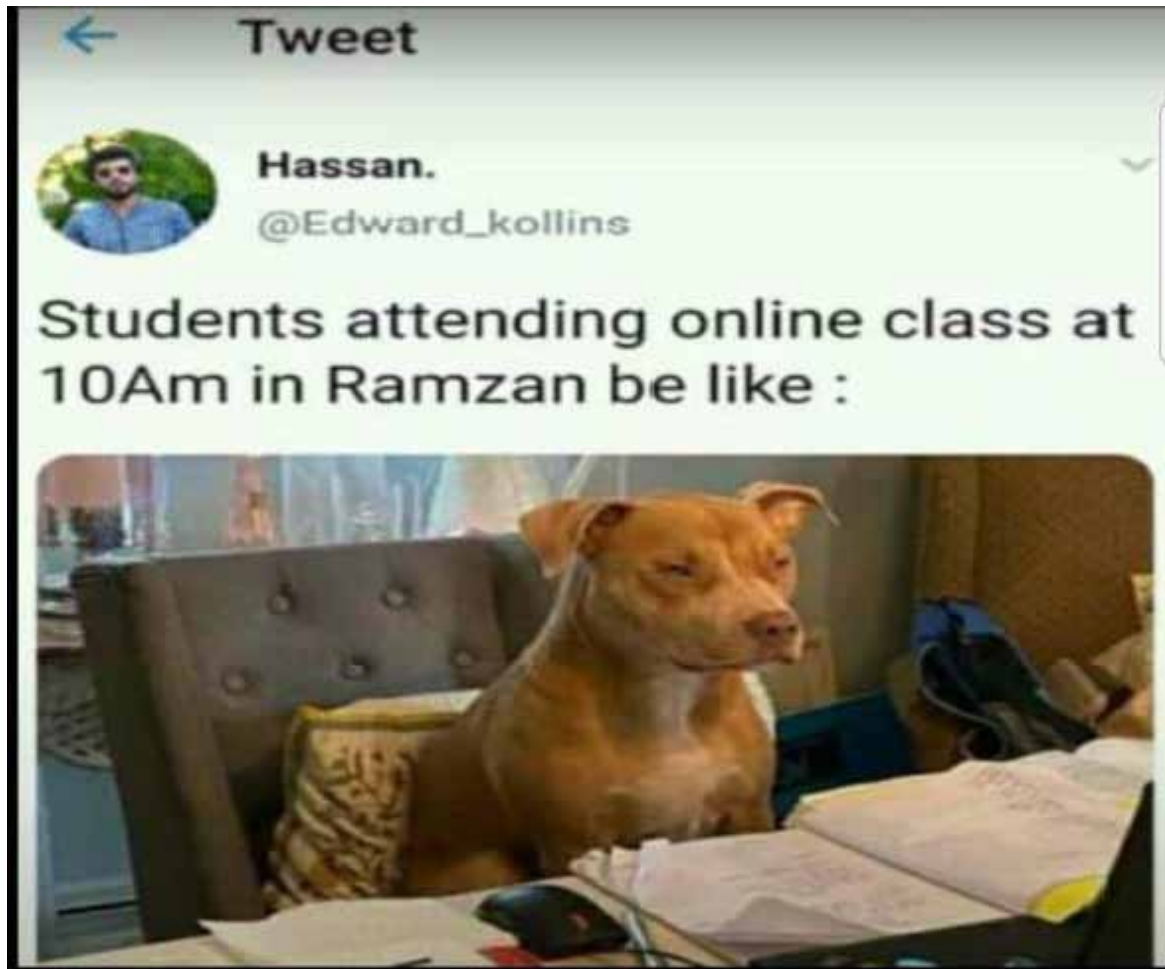 Tweet
Hassan.
@Edward_kollins
Students attending online class at
10Am in Ramzan be like :